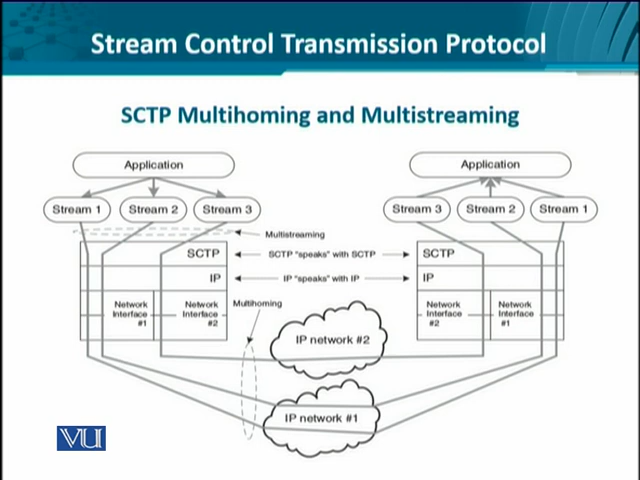 Stream Control Transmission Protocol
SCTP Multihoming and Multistreaming
Application
Application
Stream 1
Stream 2
Stream 3
Stream 3
Stream 2
Stream 1
Multistreaming
SCTP
SCTP "speaks" with SCTP
SCTP
IP
IP "speaks" with IP
IP
Network
Interface
#1
Network
Interface
#2
Multihoming
Network
Interface
#2
Network
Interface
#1
IP network #2
IP network #1
VU